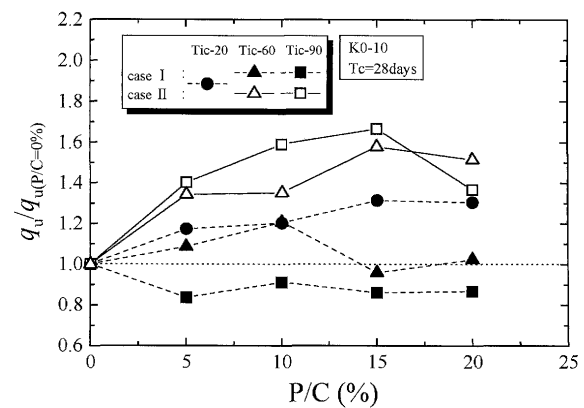 2.2
2.0
1.8
1.6
1.4
1.2
1.0
0.8
0.6
qu/qu(P/C=0%)
Tic-20 Tic-60 Tic-90
case Ⅰ
case Ⅱ
K0-10
Tc=28days
0 5 10 15 20 25
P/C (%)